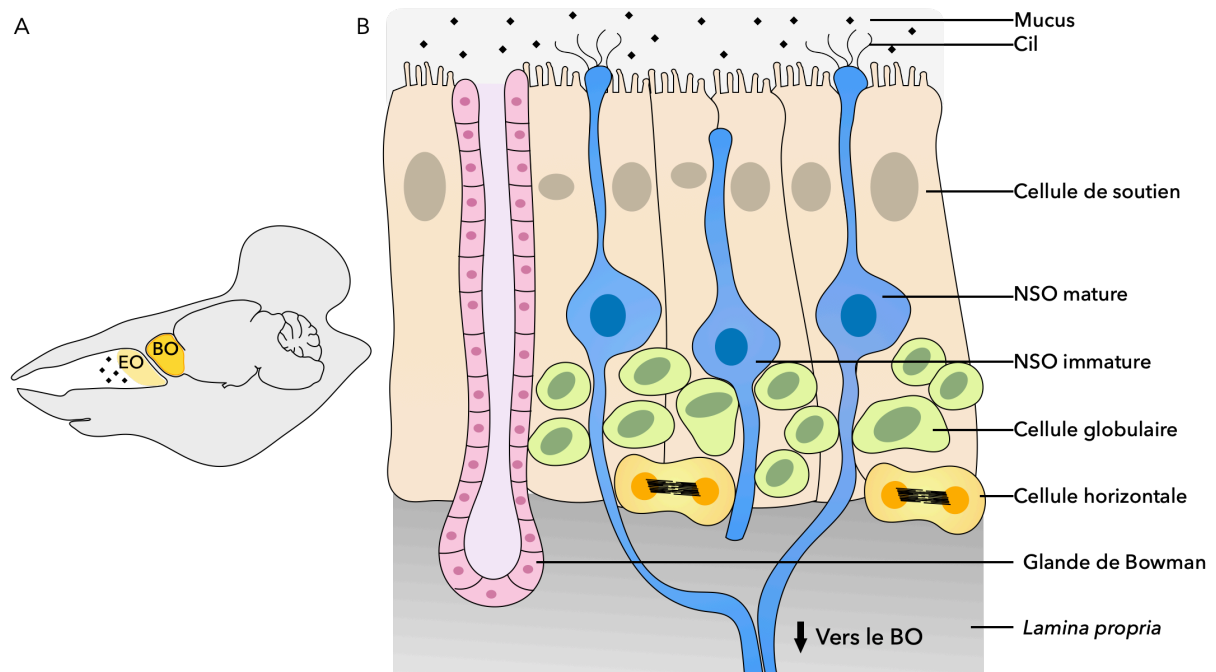 A
EO
BO
B
Mucus
Cil
Cellule de soutien
NSO mature
NSO immature
Cellule globulaire
Cellule horizontale
Glande de Bowman
Lamina propria
Vers le BO